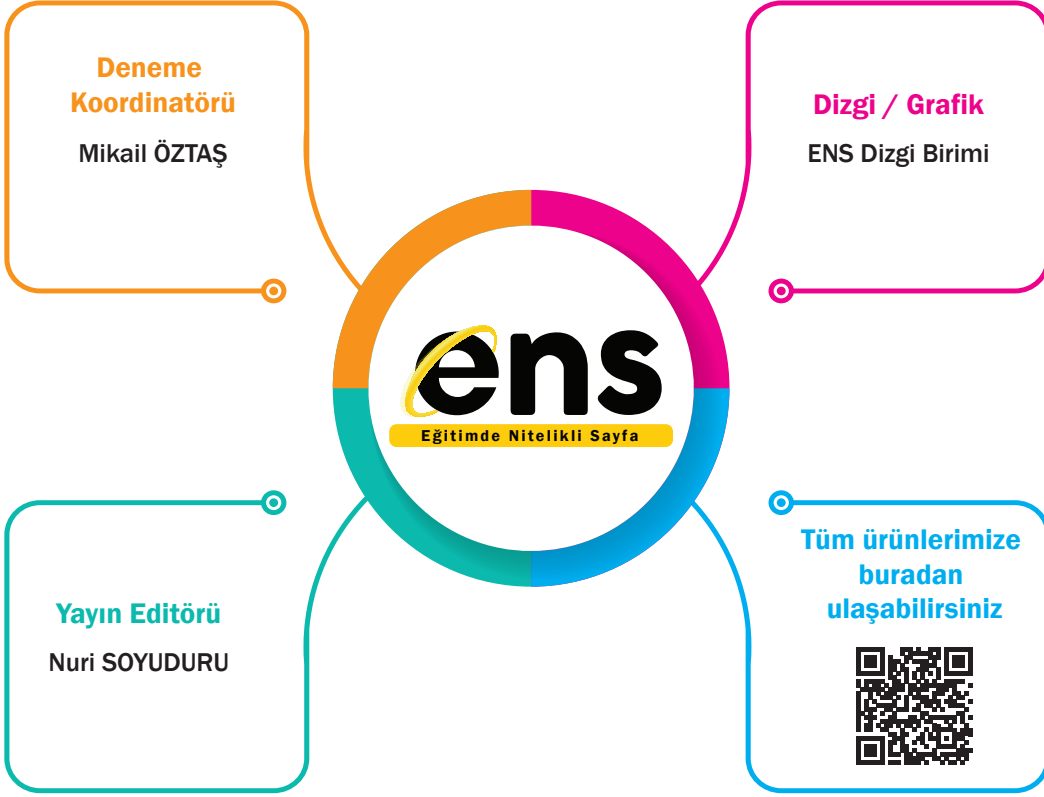 Deneme
Koordinatörü
Mikail ÖZTAŞ
Dizgi / Grafik
ENS Dizgi Birimi
ens
Eğitimde Nitelikli Sayfa
Yayın Editörü
Nuri SOYUDURU
Tüm ürünlerimize
buradan
ulaşabilirsiniz